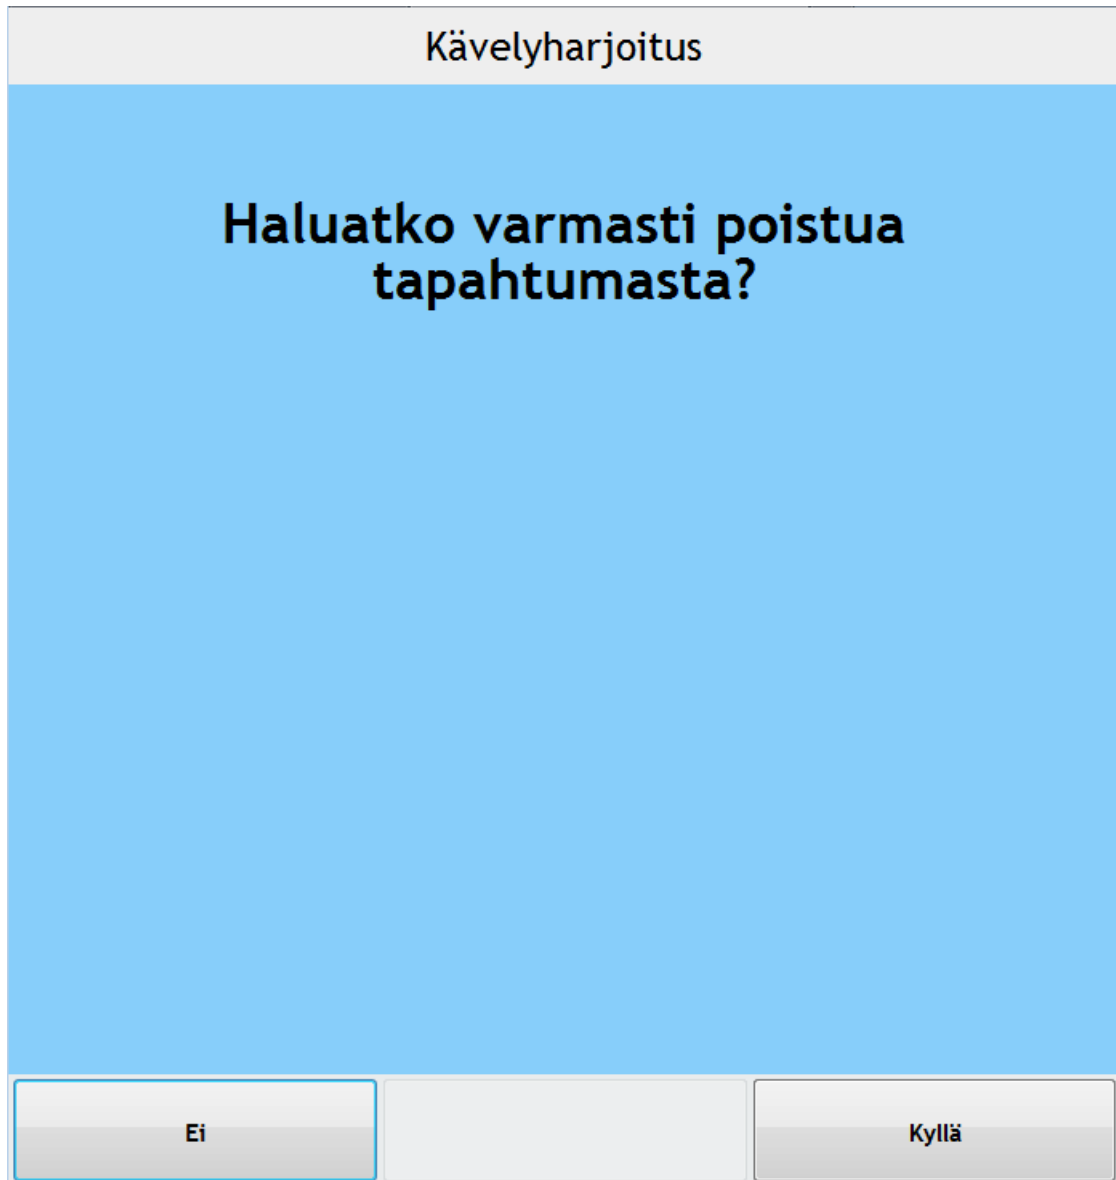 Kävelyharjoitus
Haluatko varmasti poistua
tapahtumasta?
Ei
Kyllä